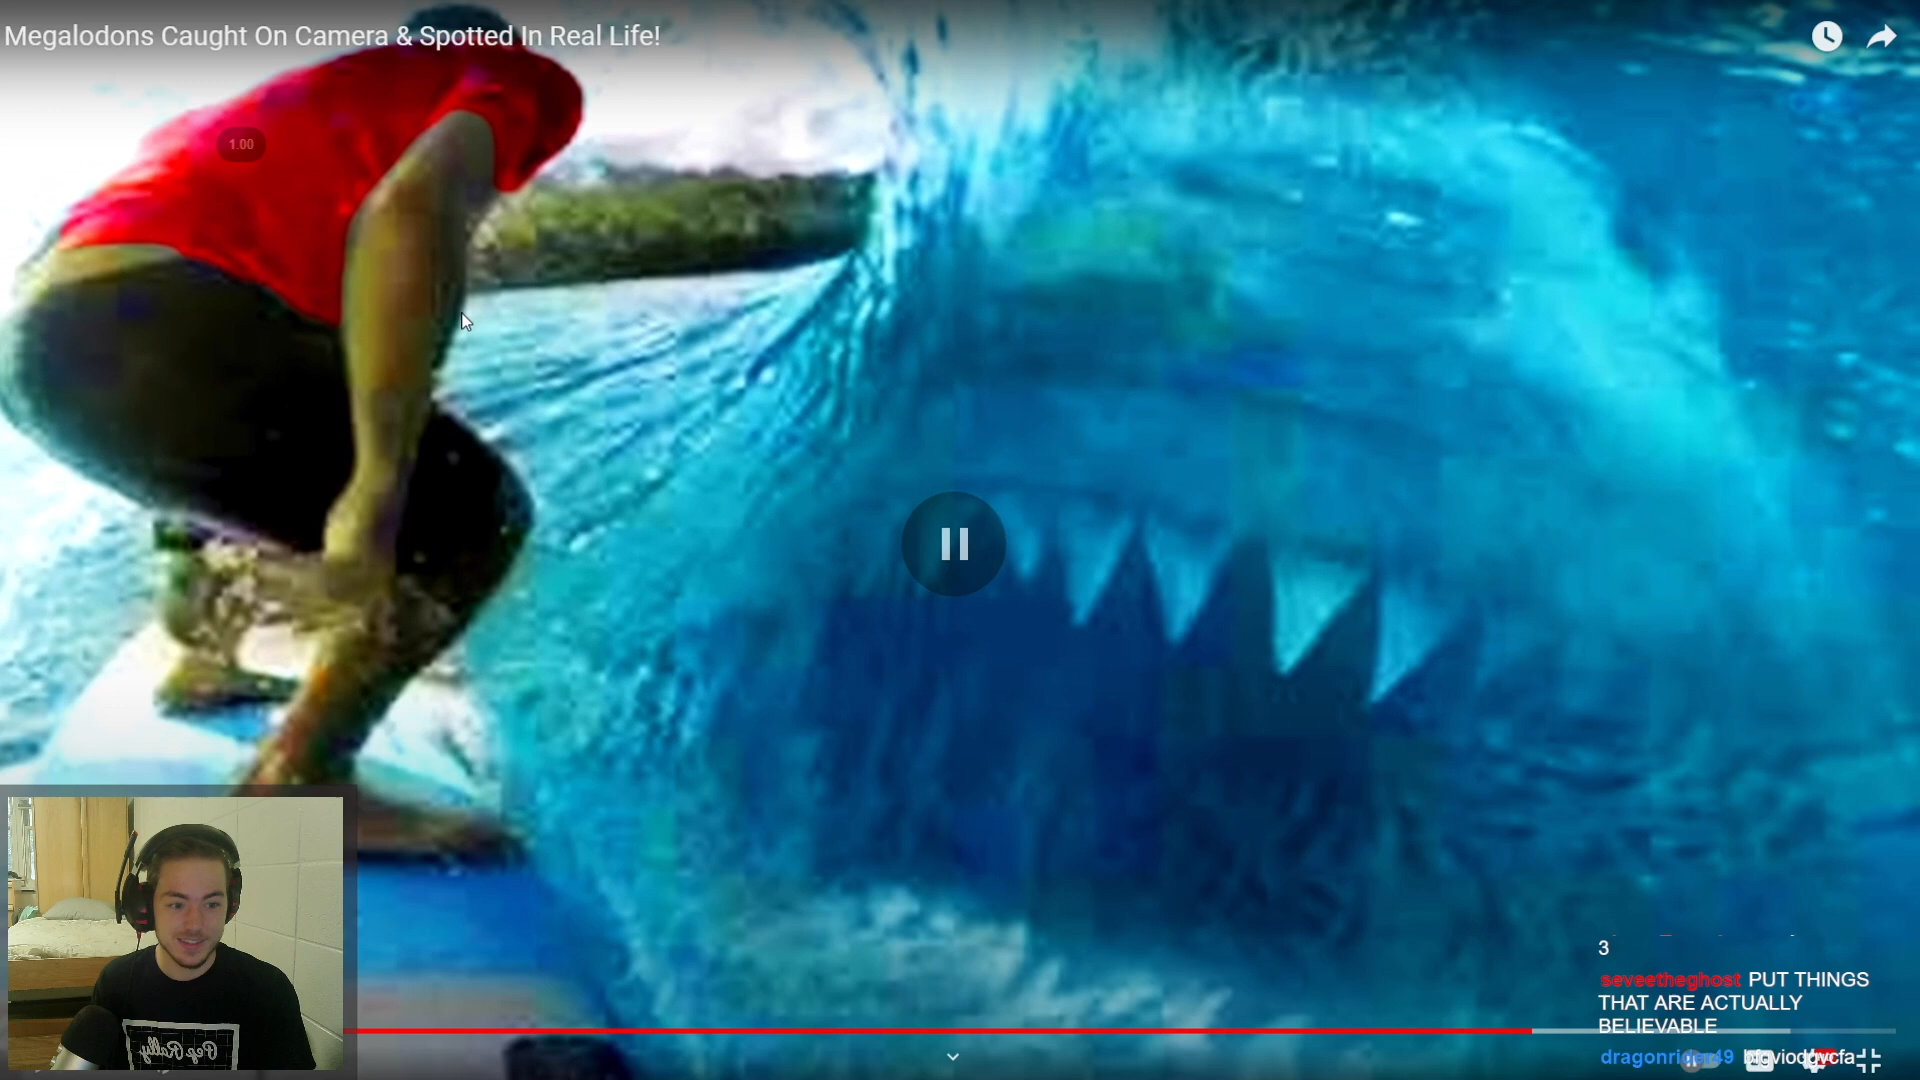 Megalodons Caught On Camera & Spotted In Real Life!
1.00
3
seveetheghost PUT THINGS
THAT ARE ACTUALLY
BELIEVABLE